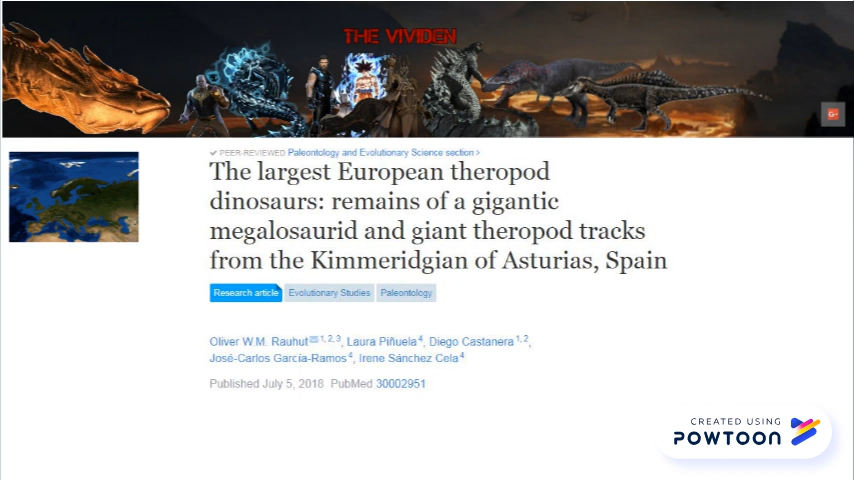 THE VIVIDEN
G+
PEER-REVIEWED Paleontology and Evolutionary Science section >
The largest European theropod
dinosaurs: remains of a gigantic
megalosaurid and giant theropod tracks
from the Kimmeridgian of Asturias, Spain
Research article Evolutionary Studies Paleontology
Oliver W.M. Rauhut 1, 2, 3, Laura Piñuela 4, Diego Castanera 1, 2,
José-Carlos García-Ramos 4, Irene Sánchez Cela 4
Published July 5, 2018 PubMed 30002951
CREATED USING
POWTOON